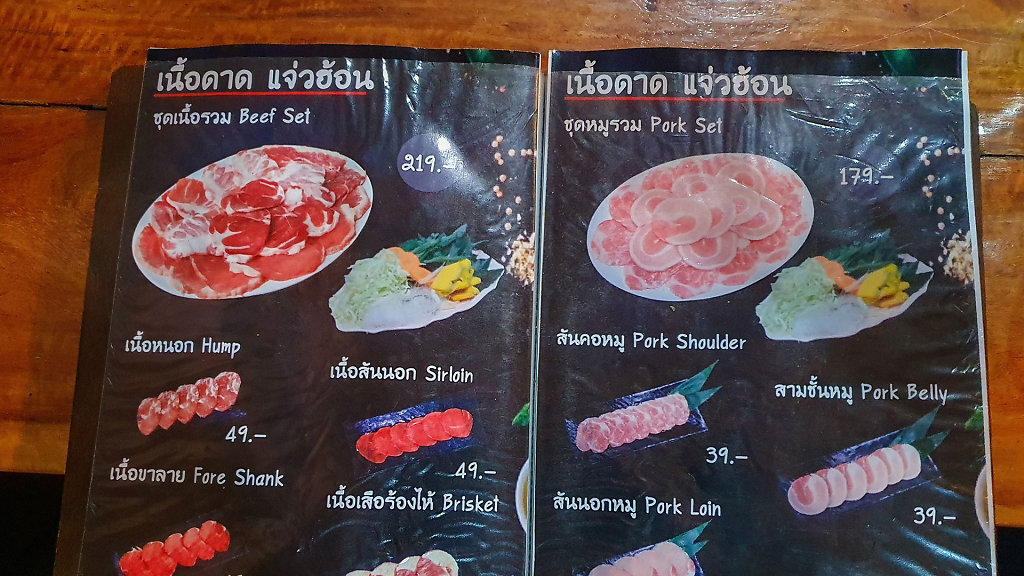 เนื้อดาด แจ่วฮ้อน
ชุดเนื้อรวม Beef Set
219.-
เนื้อหนอก Hump
49.-
เนื้อสันนอก Sirloin
49.-
เนื้อขาลาย Fore Shank
เนื้อเสือร้องไห้ Brisket
เนื้อดาด แจ่วฮ้อน
ชุดหมูรวม Pork Set
179.-
สันคอหมู Pork Shoulder
39.-
สามชั้นหมู Pork Belly
39.-
สันนอกหมู Pork Loin